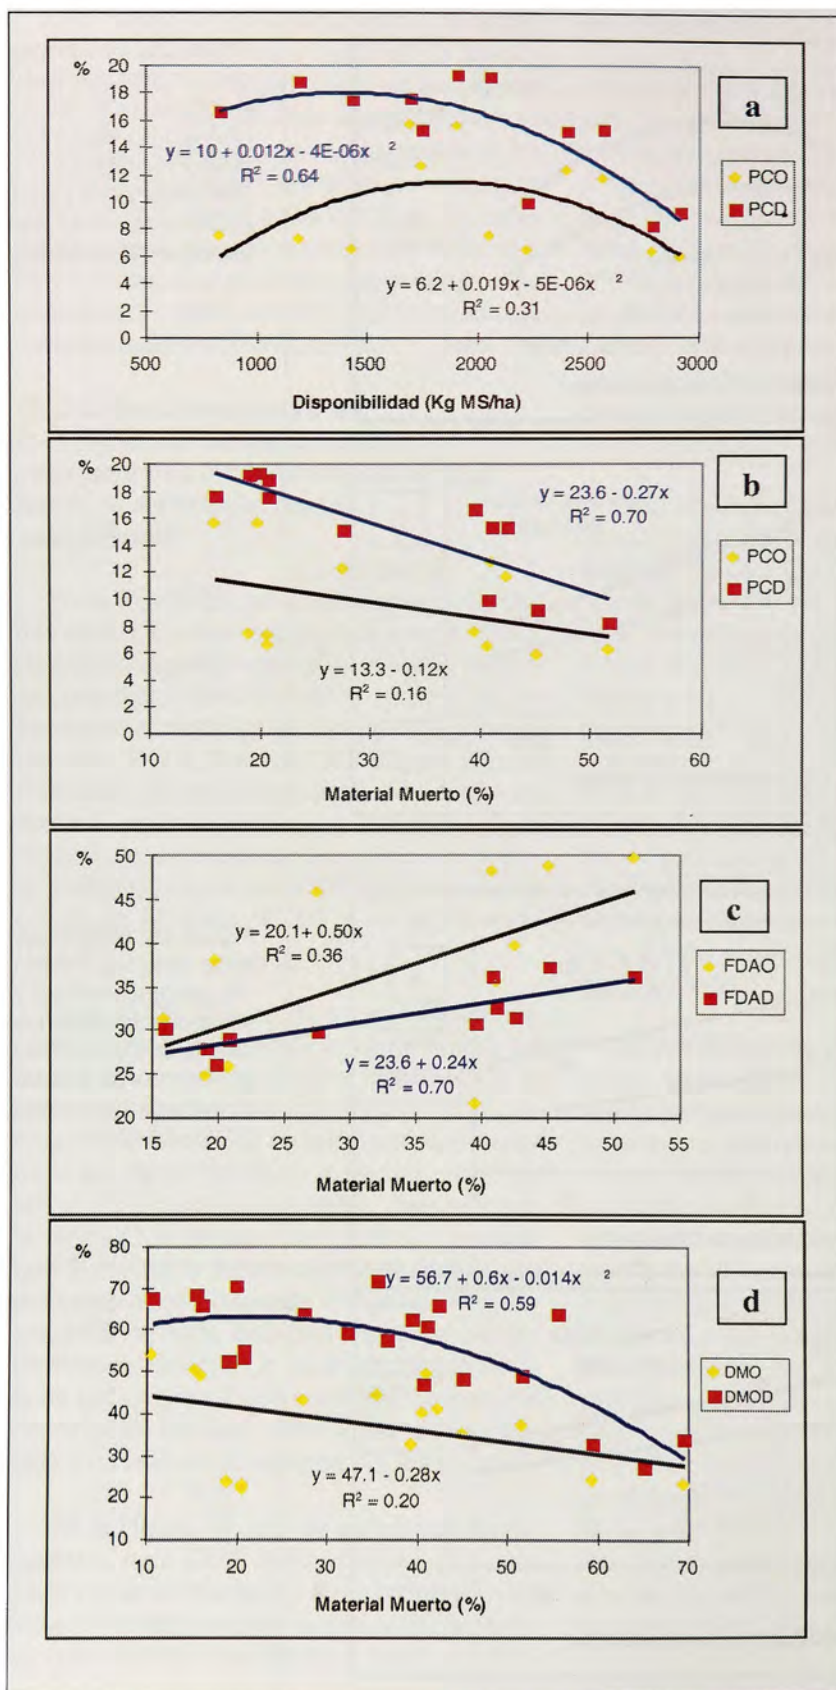 %
20
18
16
14
12
10
8
6
4
2
0
500
1000
1500
2000
2500
3000
y = 10 + 0.012x - 4E-06x ²
R² = 0.64
y = 6.2 + 0.019x - 5E-06x ²
R² = 0.31
Disponibilidad (Kg MS/ha)
a
PCO
PCD
%
20
18
16
14
12
10
8
6
4
2
0
10
20
30
40
50
60
y = 23.6 - 0.27x
R² = 0.70
y = 13.3 - 0.12x
R² = 0.16
Material Muerto (%)
b
PCO
PCD
%
50
45
40
35
30
25
20
15
20
25
30
35
40
45
50
55
y = 20.1+ 0.50x
R² = 0.36
y = 23.6 + 0.24x
R² = 0.70
Material Muerto (%)
c
FDAO
FDAD
%
80
70
60
50
40
30
20
10
10
20
30
40
50
60
70
y = 56.7 + 0.6x - 0.014x ²
R² = 0.59
y = 47.1 - 0.28x
R² = 0.20
Material Muerto (%)
d
DMO
DMOD